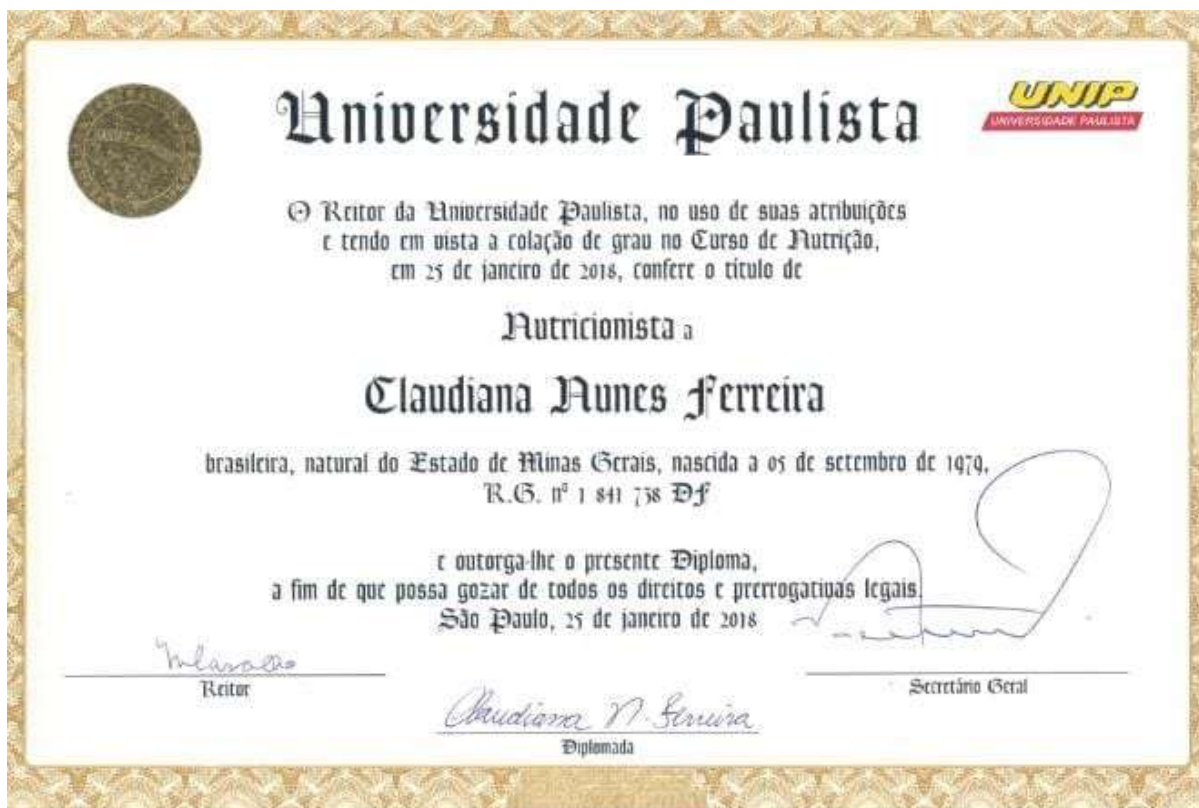 Universidade Paulista
UNIP
UNIVERSIDADE PAULISTA
O Reitor da Universidade Paulista, no uso de suas atribuições
e tendo em vista a colação de grau no Curso de Nutrição,
em 25 de janeiro de 2018, confere o título de
Nutricionista a
Claudiana Nunes Ferreira
brasileira, natural do Estado de Minas Gerais, nascida a 05 de setembro de 1979,
R.G. nº 1 841 738 DF
e outorga-lhe o presente Diploma,
a fim de que possa gozar de todos os direitos e prerrogativas legais.
São Paulo, 25 de janeiro de 2018
Reitor
Secretário Geral
Claudiana N. Ferreira
Diplomada